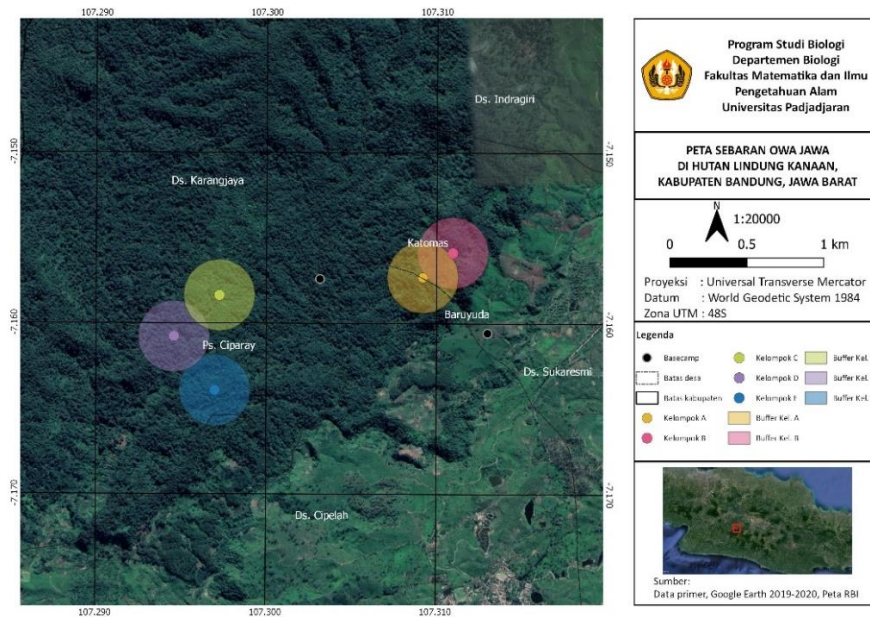 107.290
107.300
107.310
Ds. Indragiri
-7.150
-7.150
Ds. Karangjaya
Katomas
Baruyuda
-7.160
-7.160
Ps. Ciparay
Ds. Sukaresmi
-7.170
-7.170
Ds. Cipelah
107.290
107.300
107.310
Program Studi Biologi
Departemen Biologi
Fakultas Matematika dan Ilmu
Pengetahuan Alam
Universitas Padjadjaran
PETA SEBARAN OWA JAWA
DI HUTAN LINDUNG KANAAN,
KABUPATEN BANDUNG, JAWA BARAT
N
1:20000
0 0.5 1 km
Proyeksi : Universal Transverse Mercator
Datum : World Geodetic System 1984
Zona UTM : 48S
Legenda
Basecamp
Batas desa
Batas kabupaten
Kelompok A
Kelompok B
Kelompok C
Kelompok D
Kelompok E
Buffer Kel. A
Buffer Kel. B
Buffer Kel.
Buffer Kel.
Buffer Kel.
Sumber:
Data primer, Google Earth 2019-2020, Peta RBI